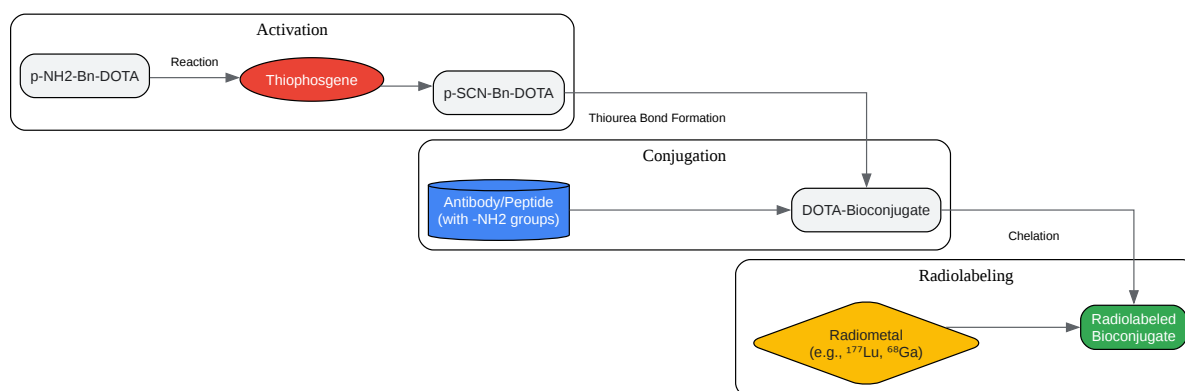 Activation
p-NH2-Bn-DOTA
Reaction
Thiophosgene
p-SCN-Bn-DOTA
Thiourea Bond Formation
Conjugation
Antibody/Peptide
(with -NH2 groups)
DOTA-Bioconjugate
Chelation
Radiolabeling
Radiometal
(e.g., ¹⁷⁷Lu, ⁶⁸Ga)
Radiolabeled
Bioconjugate